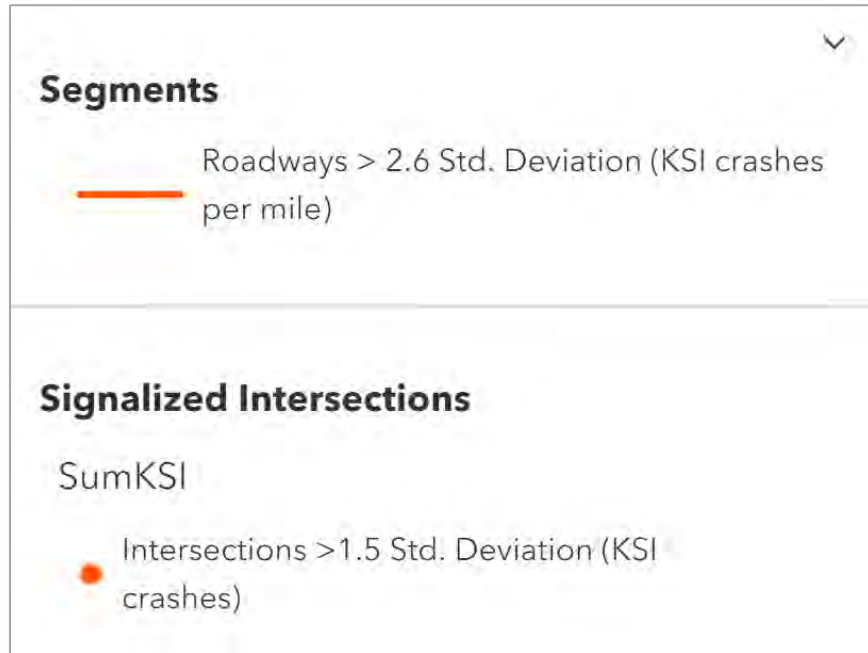 Segments
Roadways > 2.6 Std. Deviation (KSI crashes
per mile)
Signalized Intersections
SumKSI
Intersections >1.5 Std. Deviation (KSI
crashes)